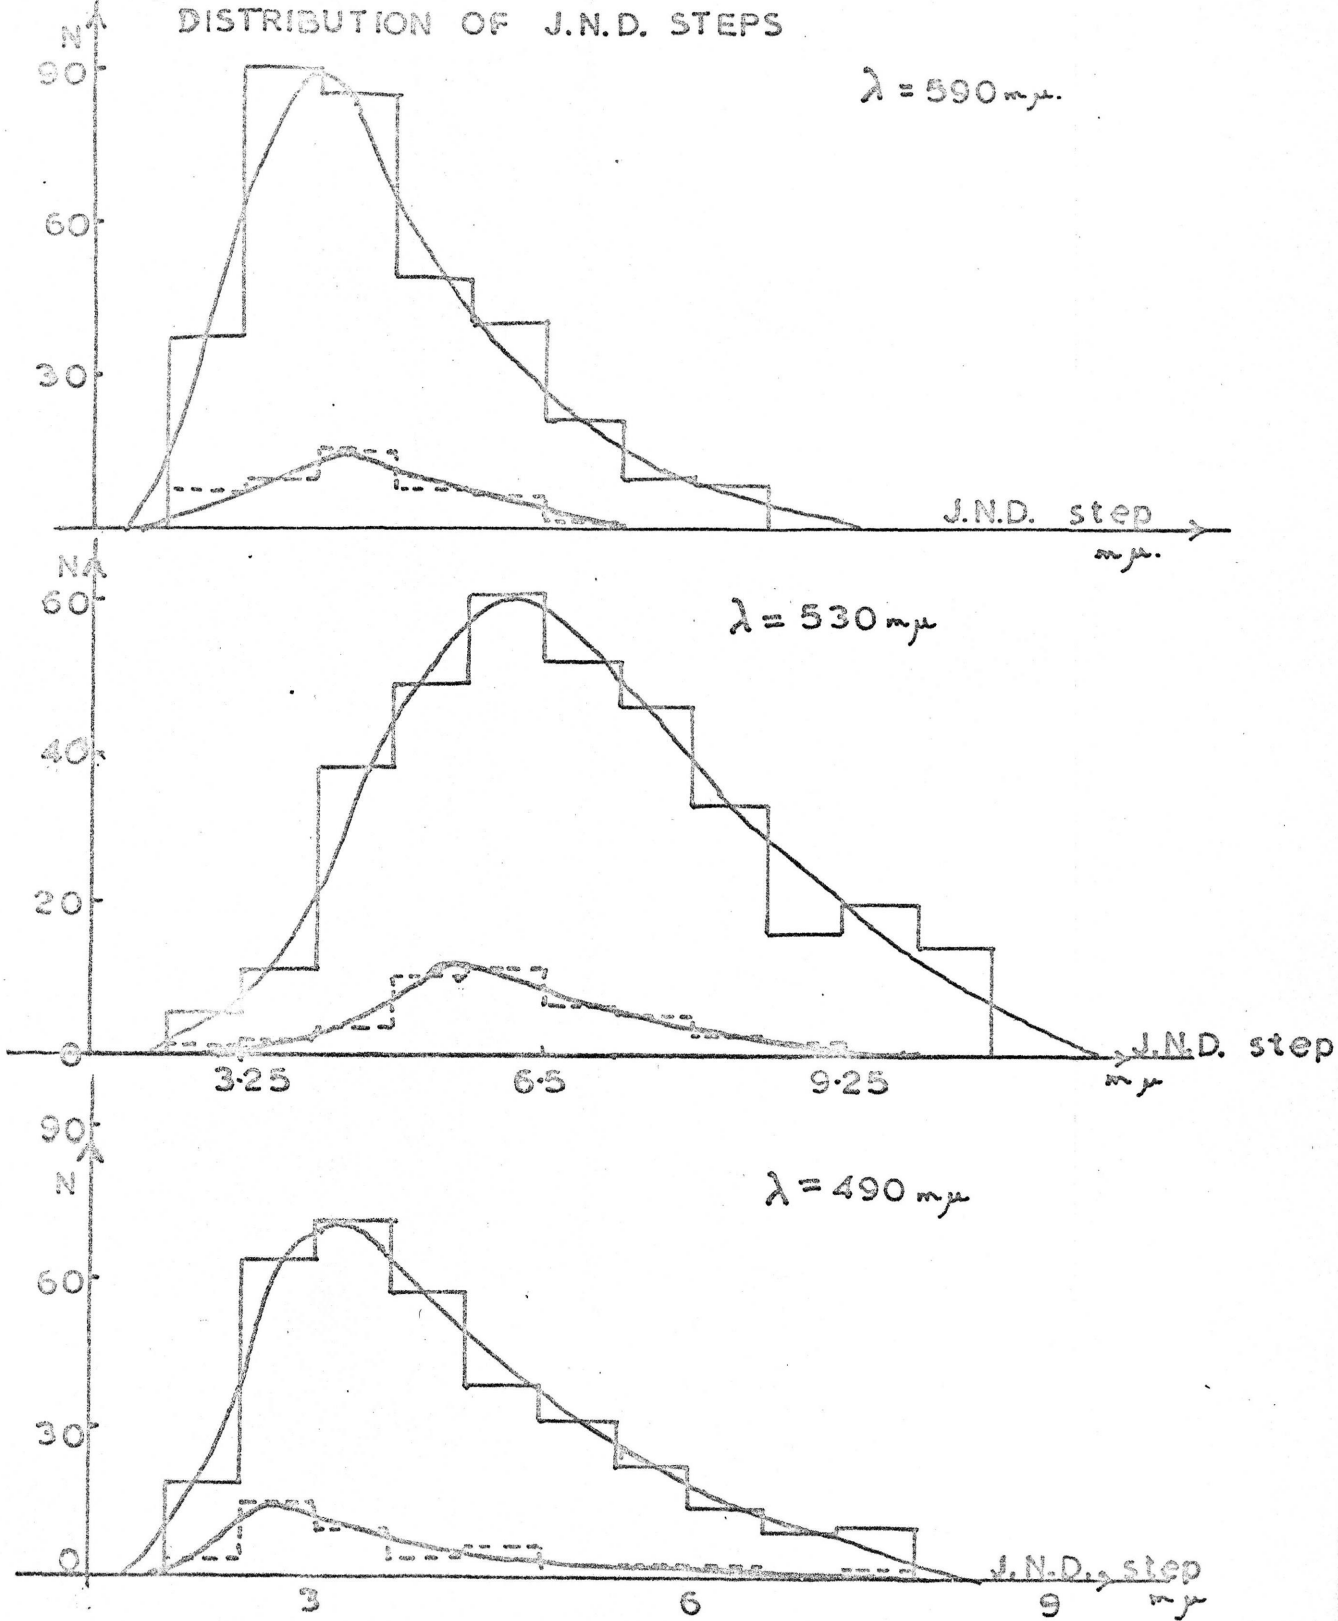 DISTRIBUTION OF J.N.D. STEPS
N
90
λ = 590 mμ.
60
30
J.N.D. step
mμ.
N
60
λ = 530 mμ
40
20
0
J.N.D. step
3·25 6·5 9·25 mμ
90
N
λ = 490 mμ
60
30
0
J.N.D. step
3 6 9 mμ